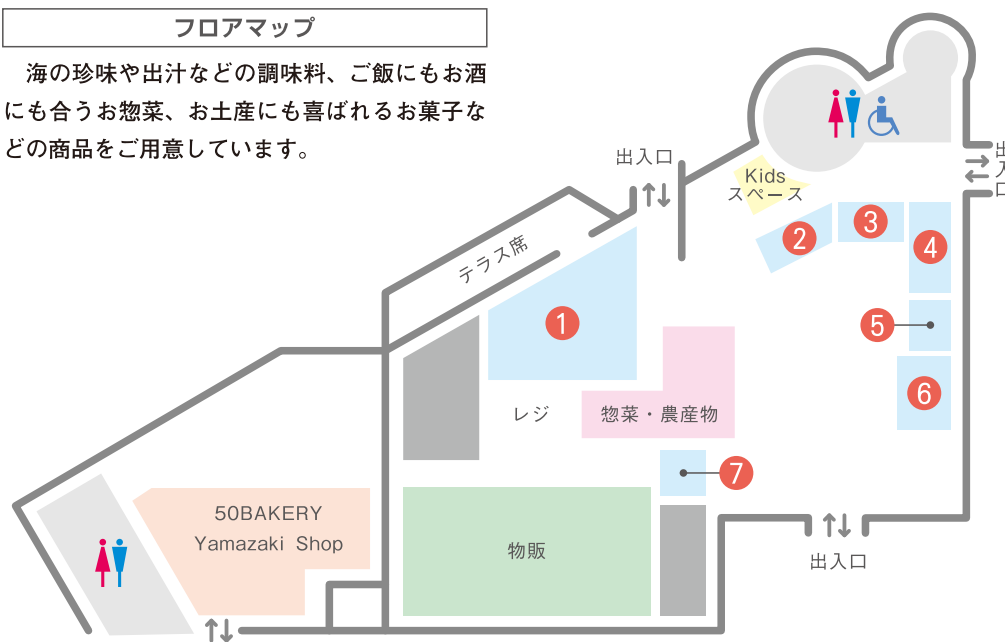 フロアマップ
海の珍味や出汁などの調味料、ご飯にもお酒
にも合うお惣菜、お土産にも喜ばれるお菓子な
どの商品をご用意しています。
出入口
出入口
Kids
スペース
テラス席
1
2
3
4
5
6
レジ
惣菜・農産物
7
50BAKERY
Yamazaki Shop
物販
出入口